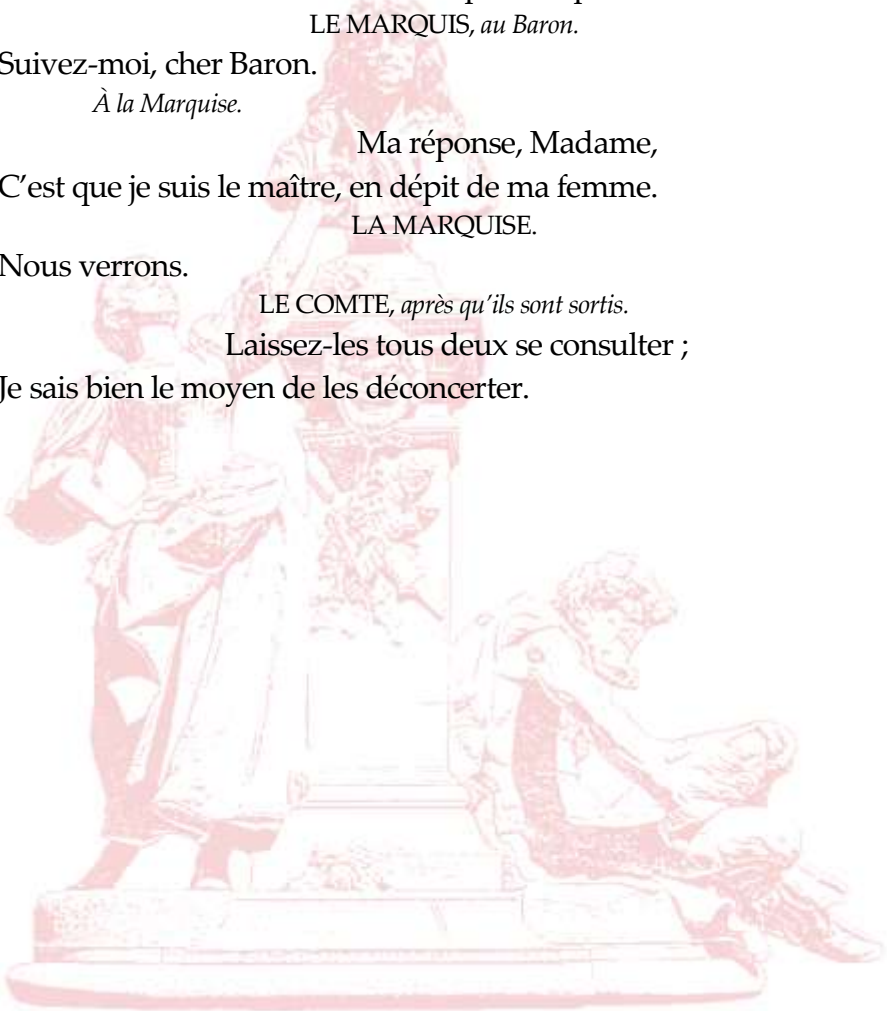 LE MARQUIS, au Baron.
Suivez-moi, cher Baron.
À la Marquise.
Ma réponse, Madame,
C’est que je suis le maître, en dépit de ma femme.
LA MARQUISE.
Nous verrons.
LE COMTE, après qu’ils sont sortis.
Laissez-les tous deux se consulter ;
Je sais bien le moyen de les déconcerter.